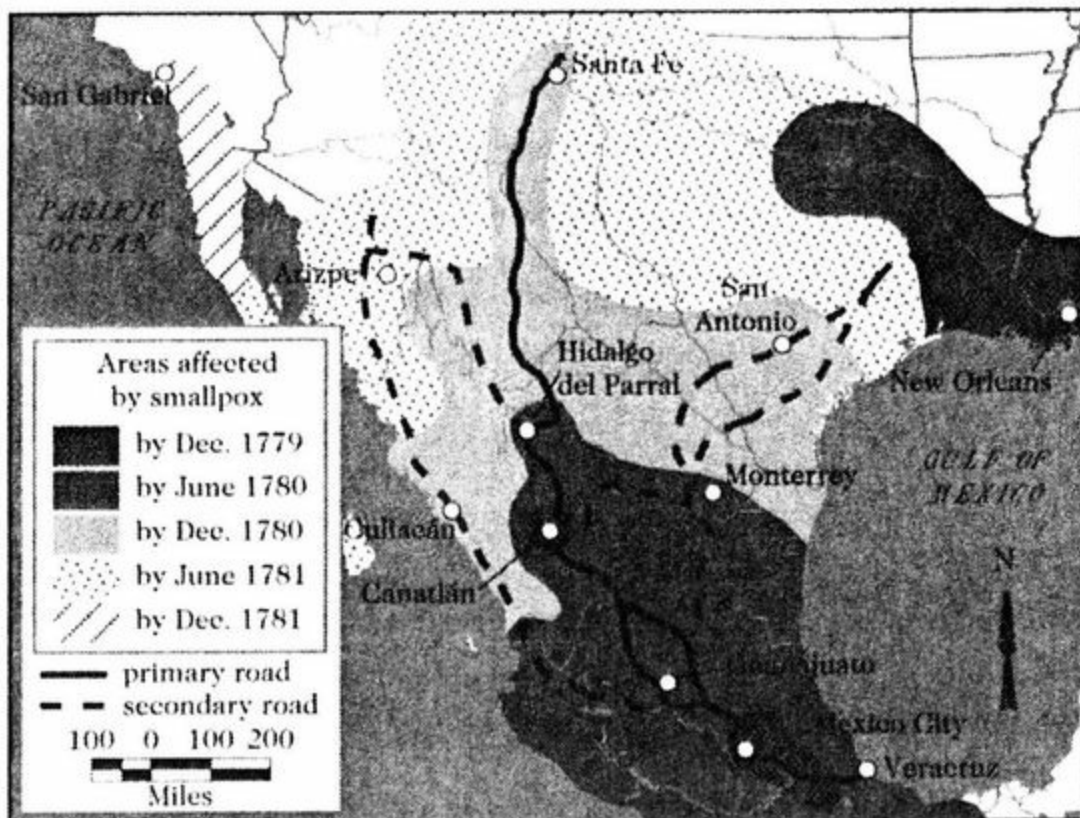 Santa Fe
San Gabriel
PACIFIC
OCEAN
Arizpe
San
Antonio
Hidalgo
del Parral
New Orleans
Areas affected
by smallpox
by Dec. 1779
by June 1780
by Dec. 1780
by June 1781
by Dec. 1781
primary road
secondary road
100 0 100 200
Miles
GULF OF
MEXICO
Monterrey
Culiacán
Canatlán
N
Guanajuato
Mexico City
Veracruz